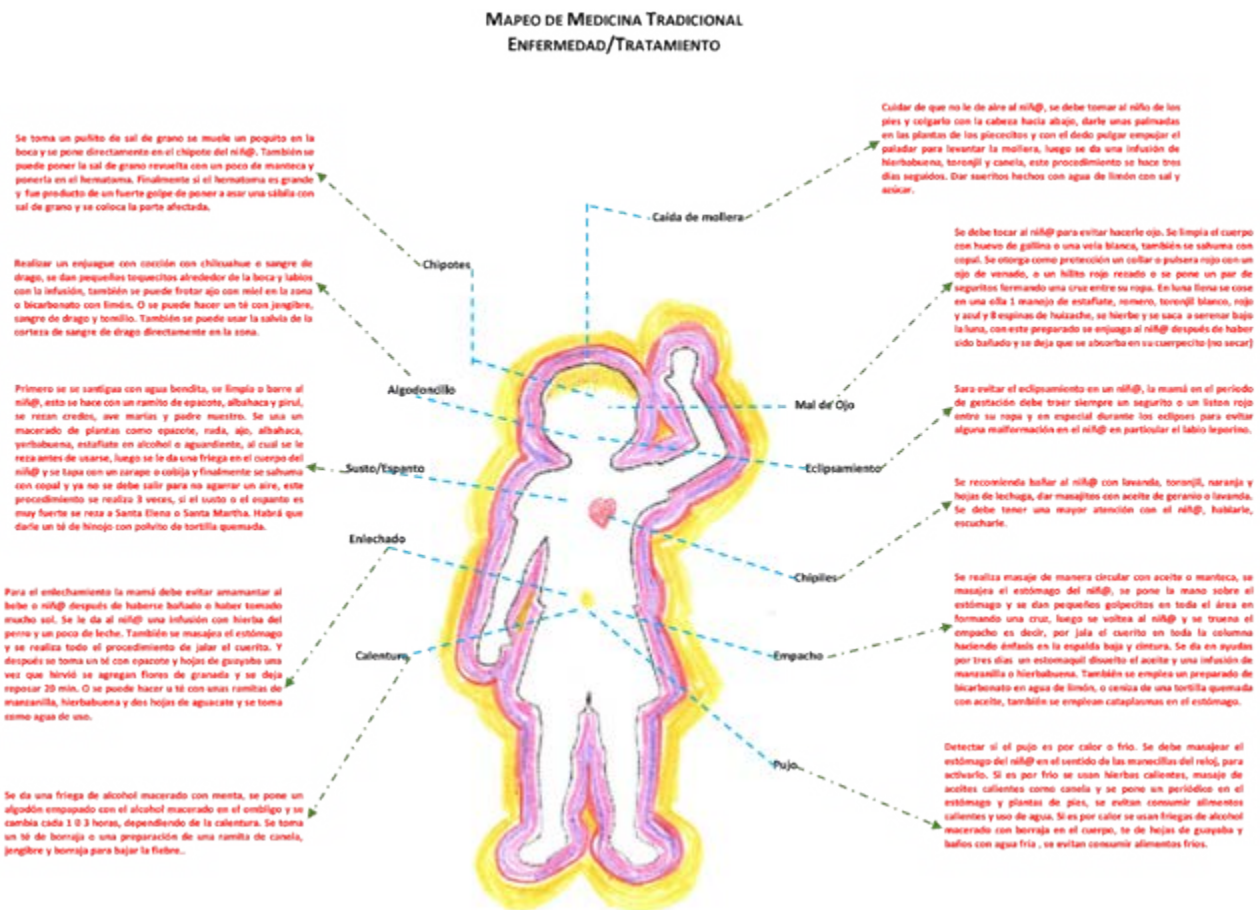 MAPEO DE MEDICINA TRADICIONAL
ENFERMEDAD/TRATAMIENTO
Se toma un puñito de sal de grano se muele un poquito en la
boca y se pone directamente en el chipote del niñ@. También se
puede poner la sal de grano revuelta con un poco de manteca y
ponerla en el hematoma. Finalmente si el hematoma es grande
y fue producto de un fuerte golpe de poner a asar una sábila con
sal de grano y se coloca la parte afectada.
Chipotes
Realizar un enjuague con cocción con chilcuahue o sangre de
drago, se dan pequeños toquecitos alrededor de la boca y labios
con la infusión, también se puede frotar ajo con miel en la zona
o bicarbonato con limón. O se puede hacer un té con jengibre,
sangre de drago y tomillo. También se puede usar la salvia de la
corteza de sangre de drago directamente en la zona.
Algodoncillo
Primero se se santigua con agua bendita, se limpia o barre al
niñ@, esto se hace con un ramito de epacote, albahaca y pirul,
se rezan credos, ave marías y padre nuestro. Se usa un
macerado de plantas como epazote, ruda, ajo, albahaca,
yerbabuena, estafiate en alcohol o aguardiente, al cual se le
reza antes de usarse, luego se le da una friega en el cuerpo del
niñ@ y se tapa con un zarape o cobija y finalmente se sahuma
con copal y ya no se debe salir para no agarrar un aire, este
procedimiento se realiza 3 veces, si el susto o el espanto es
muy fuerte se reza a Santa Elena o Santa Martha. Habrá que
darle un té de hinojo con polvito de tortilla quemada.
Susto/Espanto
Enlechado
Para el enlechamiento la mamá debe evitar amamantar al
bebe o niñ@ después de haberse bañado o haber tomado
mucho sol. Se le da al niñ@ una infusión con hierba del
perro y un poco de leche. También se masajea el estómago
y se realiza todo el procedimiento de jalar el cuerito. Y
después se toma un té con epazote y hojas de guayaba una
vez que hirvió se agregan flores de granada y se deja
reposar 20 min. O se puede hacer u té con unas ramitas de
manzanilla, hierbabuena y dos hojas de aguacate y se toma
como agua de uso.
Calentura
Se da una friega de alcohol macerado con menta, se pone un
algodón empapado con el alcohol macerado en el ombligo y se
cambia cada 1 0 3 horas, dependiendo de la calentura. Se toma
un té de borraja o una preparación de una ramita de canela,
jengibre y borraja para bajar la fiebre..
Cuidar de que no le de aire al niñ@, se debe tomar al niño de los
pies y colgarlo con la cabeza hacia abajo, darle unas palmadas
en las plantas de los piececitos y con el dedo pulgar empujar el
paladar para levantar la mollera, luego se da una infusión de
hierbabuena, toronjil y canela, este procedimiento se hace tres
días seguidos. Dar sueritos hechos con agua de limón con sal y
azúcar.
Caída de mollera
Se debe tocar al niñ@ para evitar hacerle ojo. Se limpia el cuerpo
con huevo de gallina o una vela blanca, también se sahuma con
copal. Se otorga como protección un collar o pulsera rojo con un
ojo de venado, o un hilito rojo rezado o se pone un par de
seguritos formando una cruz entre su ropa. En luna llena se cose
en una olla 1 manojo de estafiate, romero, toronjil blanco, rojo
y azul y 8 espinas de huizache, se hierbe y se saca a serenar bajo
la luna, con este preparado se enjuaga al niñ@ después de haber
sido bañado y se deja que se absorba en su cuerpecito (no secar)
Mal de Ojo
Sara evitar el eclipsamiento en un niñ@, la mamá en el periodo
de gestación debe traer siempre un segurito o un liston rojo
entre su ropa y en especial durante los eclipses para evitar
alguna malformación en el niñ@ en particular el labio leporino.
Eclipsamiento
Se recomienda bañar al niñ@ con lavanda, toronjil, naranja y
hojas de lechuga, dar masajitos con aceite de geranio o lavanda.
Se debe tener una mayor atención con el niñ@, hablarle,
escucharle.
Chipiles
Se realiza masaje de manera circular con aceite o manteca, se
masajea el estómago del niñ@, se pone la mano sobre el
estómago y se dan pequeños golpecitos en toda el área en
formando una cruz, luego se voltea al niñ@ y se truena el
empacho es decir, por jala el cuerito en toda la columna
haciendo énfasis en la espalda baja y cintura. Se da en ayudas
por tres días un estomaquil disuelto el aceite y una infusión de
manzanilla o hierbabuena. También se emplea un preparado de
bicarbonato en agua de limón, o ceniza de una tortilla quemada
con aceite, también se emplean cataplasmas en el estómago.
Empacho
Pujo
Detectar si el pujo es por calor o frio. Se debe manajear el
estómago del niñ@ en el sentido de las manecillas del reloj, para
activarlo. Si es por frio se usan hierbas calientes, masaje de
aceites calientes como canela y se pone un periódico en el
estómago y plantas de pies, se evitan consumir alimentos
calientes y uso de agua. Si es por calor se usan friegas de alcohol
macerado con borraja en el cuerpo, te de hojas de guayaba y
baños con agua fria , se evitan consumir alimentos fríos.